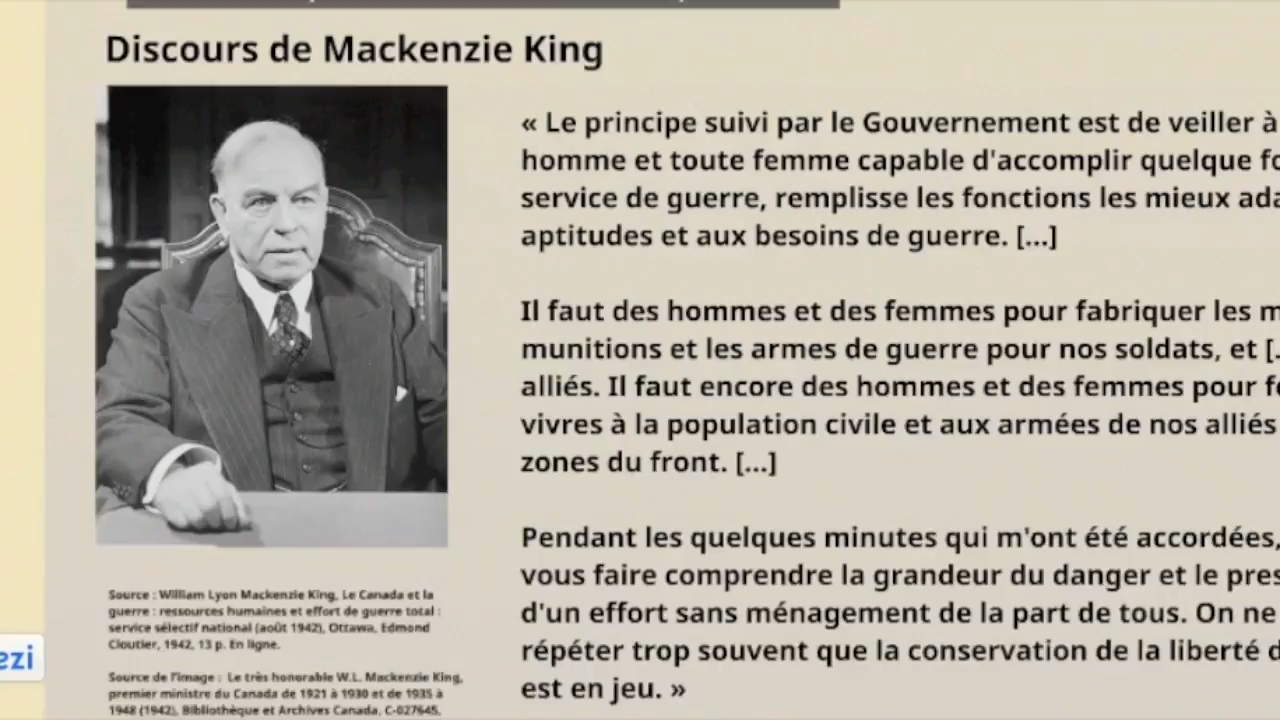 Discours de Mackenzie King
« Le principe suivi par le Gouvernement est de veiller à
homme et toute femme capable d'accomplir quelque
service de guerre, remplisse les fonctions les mieux
aptitudes et aux besoins de guerre. [...]
Il faut des hommes et des femmes pour fabriquer les
munitions et les armes de guerre pour nos soldats, et
alliés. Il faut encore des hommes et des femmes pour
vivres à la population civile et aux armées de nos alliés
zones du front. [...]
Pendant les quelques minutes qui m'ont été accordées,
vous faire comprendre la grandeur du danger et le
d'un effort sans ménagement de la part de tous. On ne
répéter trop souvent que la conservation de la liberté
est en jeu. »
Source : William Lyon Mackenzie King, Le Canada et la
guerre : ressources humaines et effort de guerre total :
service sélectif national (août 1942), Ottawa, Edmond
Cloutier, 1942, 13 p. En ligne.
Source de l'image : Le très honorable W.L. Mackenzie King,
premier ministre du Canada de 1921 à 1930 et de 1935 à
1948 (1942), Bibliothèque et Archives Canada, C-027645.
ezi